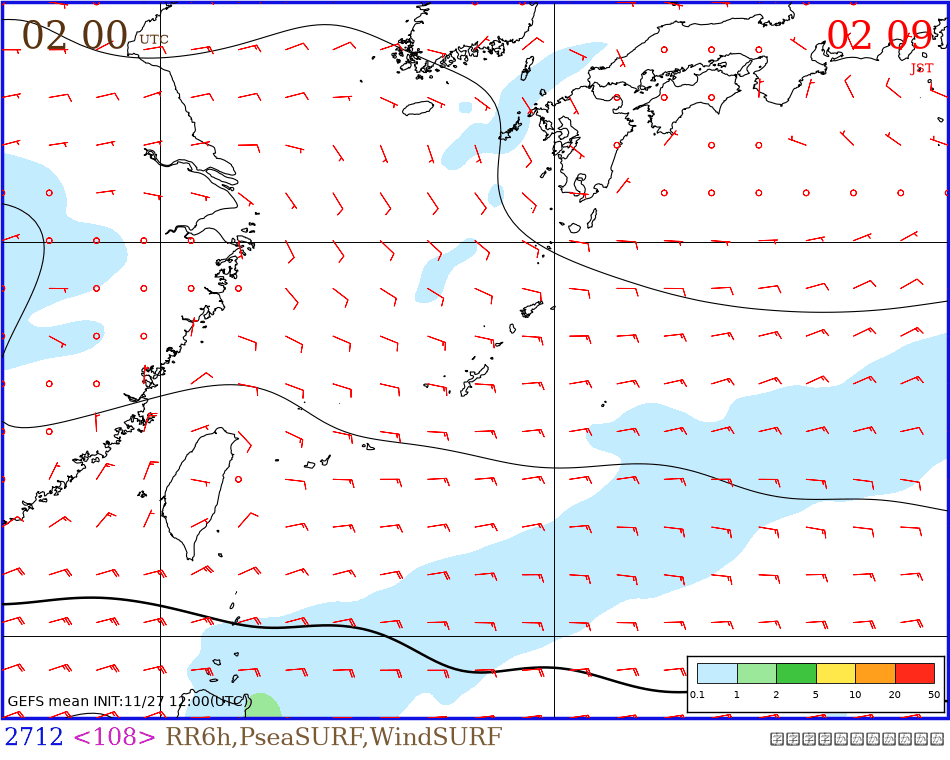 02 00 UTC
02 09
JST
0.1 1 2 5 10 20 50
GEFS mean INIT:11/27 12:00(UTC)
2712 <108> RR6h,PseaSURF,WindSURF